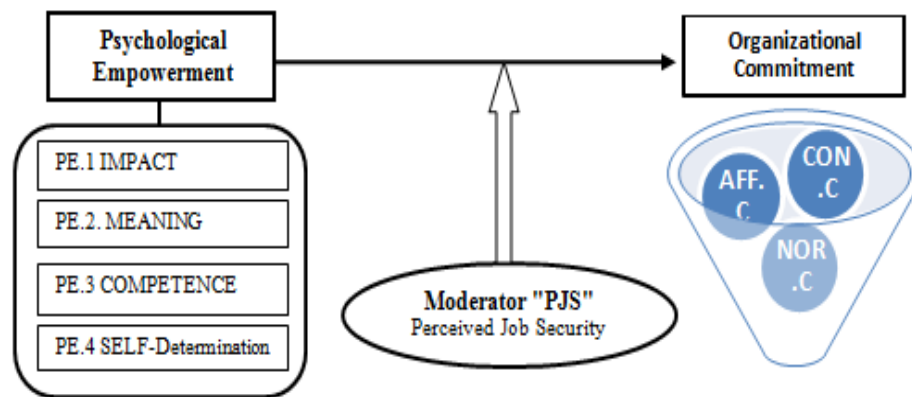 Psychological
Empowerment
PE.1 IMPACT
PE.2. MEANING
PE.3 COMPETENCE
PE.4 SELF-Determination
Moderator "PJS"
Perceived Job Security
Organizational
Commitment
AFF.
C
CON
.C
NOR
.C